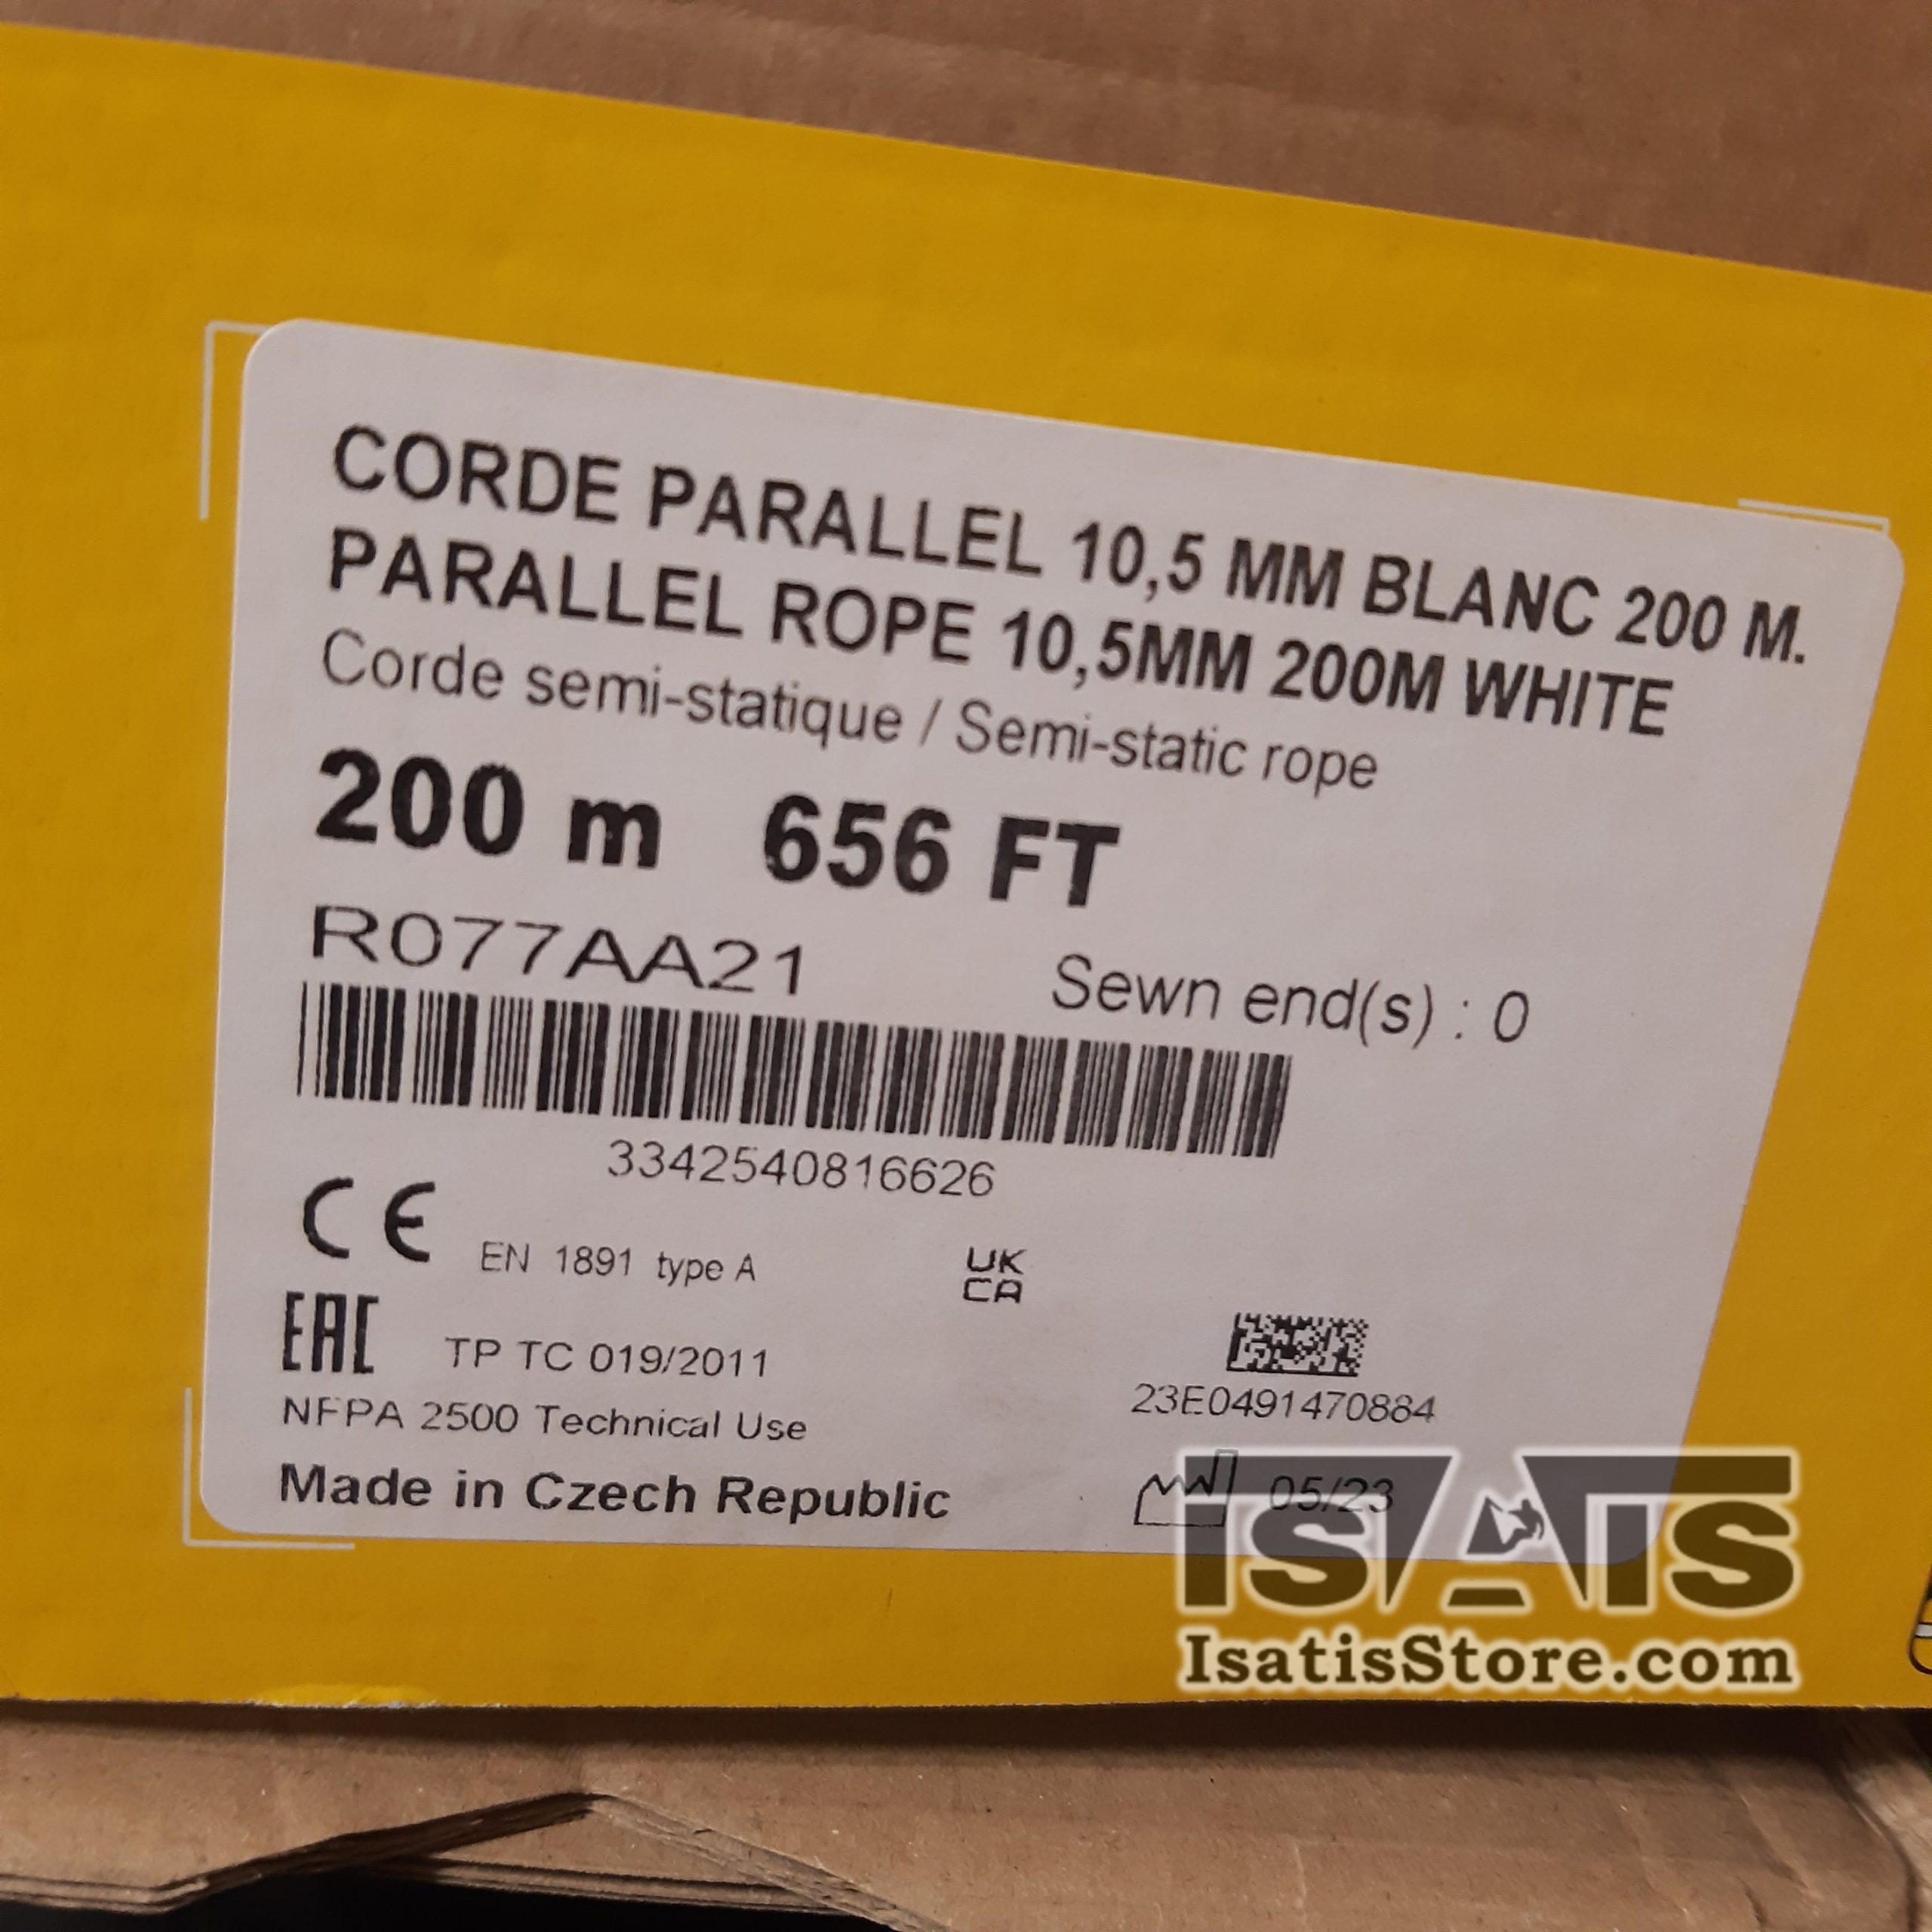 CORDE PARALLEL 10,5 MM BLANC 200 M.
PARALLEL ROPE 10,5MM 200M WHITE
Corde semi-statique / Semi-static rope
200 m 656 FT
R077AA21
Sewn end(s) : 0
3342540816626
CE EN 1891 type A
UK
CA
EAC TP TC 019/2011
23E0491470884
NFPA 2500 Technical Use
Made in Czech Republic
05/23
ISATIS
IsatisStore.com